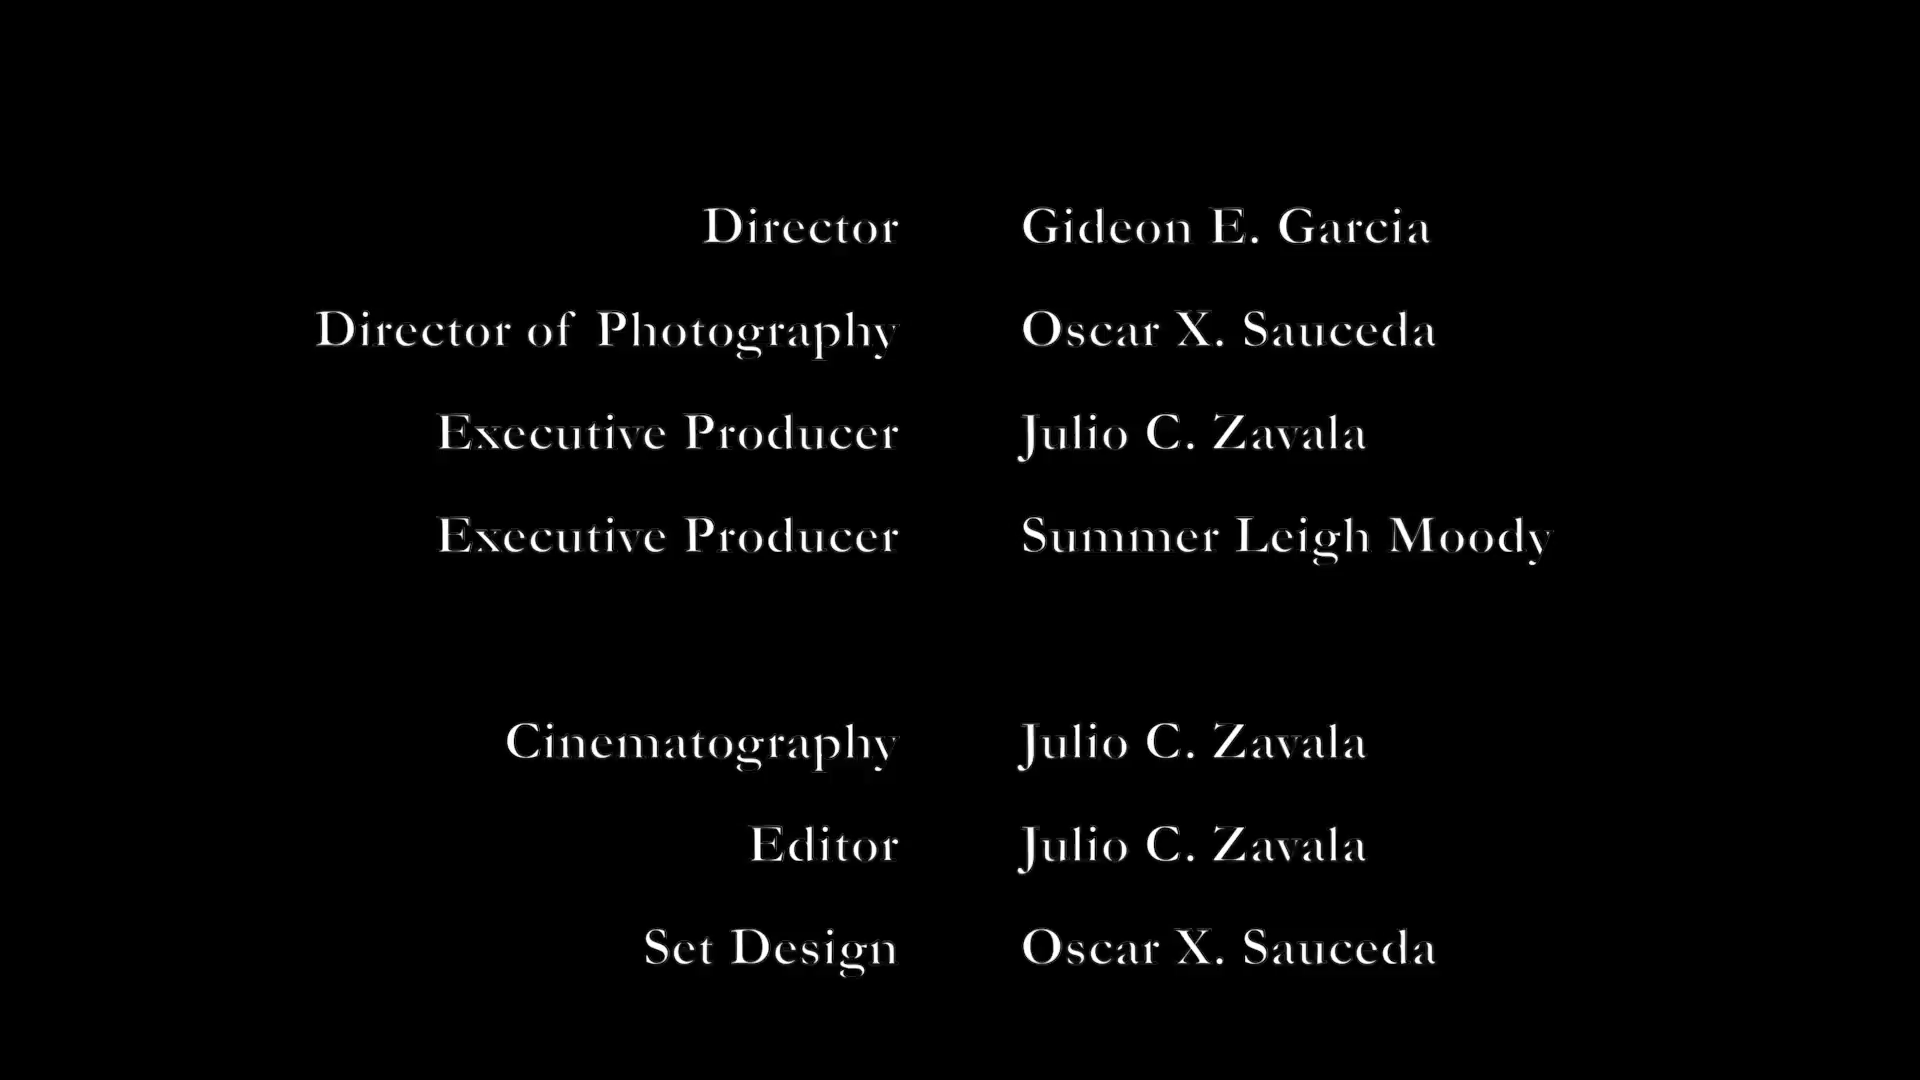 Director Gideon E. Garcia
Director of Photography Oscar X. Sauceda
Executive Producer Julio C. Zavala
Executive Producer Summer Leigh Moody
Cinematography Julio C. Zavala
Editor Julio C. Zavala
Set Design Oscar X. Sauceda